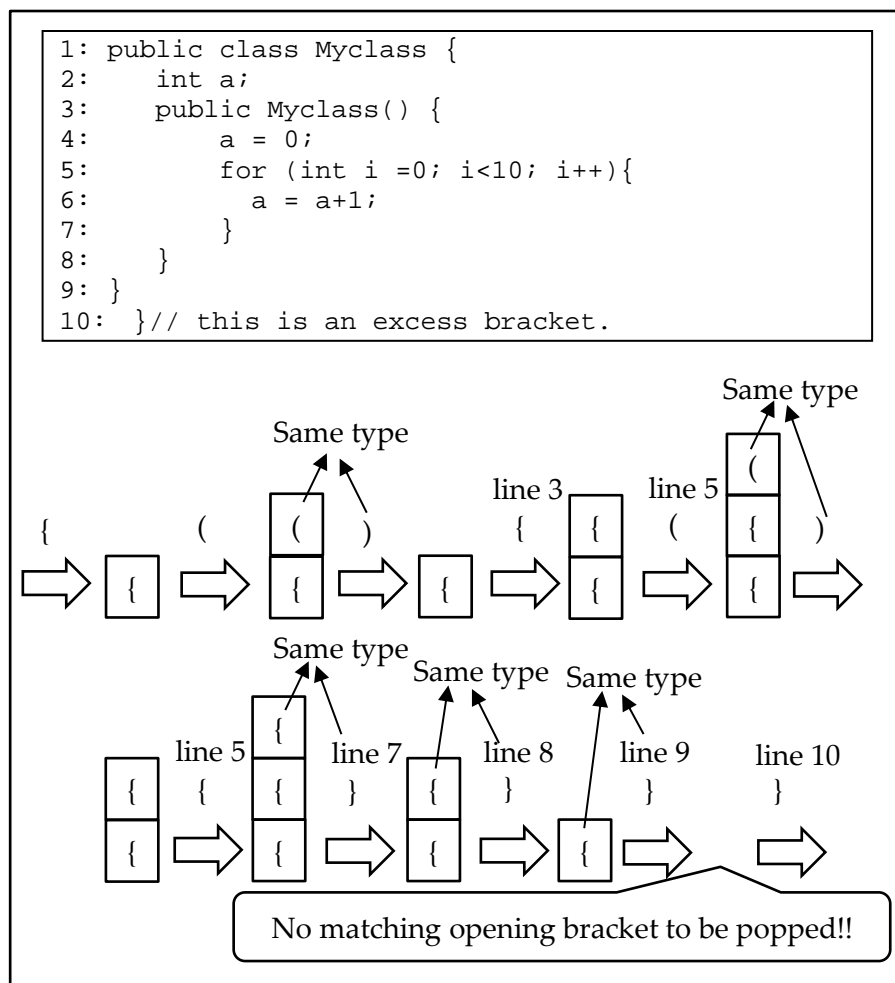 1: public class Myclass {
2:    int a;
3:    public Myclass() {
4:        a = 0;
5:        for (int i =0; i<10; i++){
6:          a = a+1;
7:        }
8:    }
9: }
10:  }// this is an excess bracket.
Same type
Same type
line 3
line 5
{
(
(
)
{
{
(
(
{
)
{
{
{
{
{
Same type
Same type
Same type
{
line 5
line 7
line 8
line 9
line 10
{
{
{
}
{
}
}
}
{
{
{
{
No matching opening bracket to be popped!!